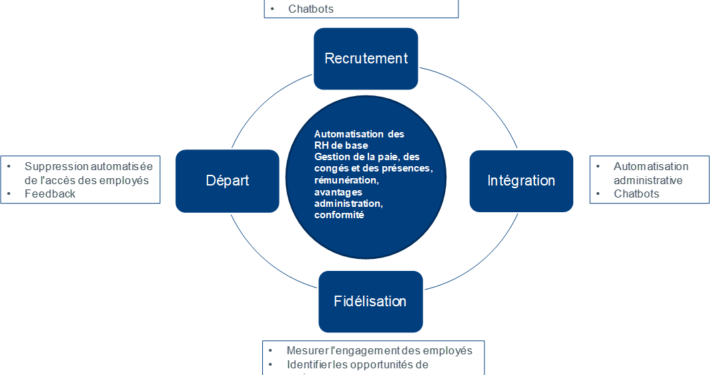 • Chatbots
Recrutement
Automatisation des
RH de base
Gestion de la paie, des
congés et des présences,
rémunération,
avantages
administration,
conformité
• Suppression automatisée
de l'accès des employés
• Feedback
Départ
Intégration
• Automatisation
administrative
• Chatbots
Fidélisation
• Mesurer l'engagement des employés
• Identifier les opportunités de